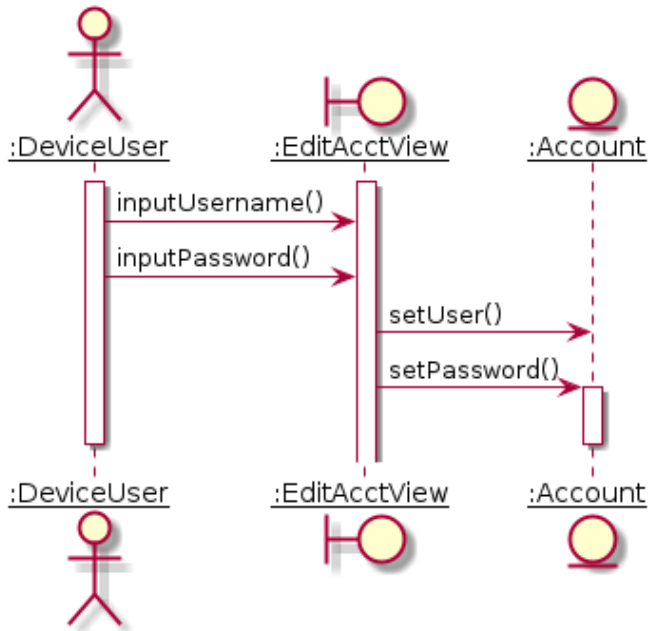 :DeviceUser
:EditAcctView
:Account
inputUsername()
inputPassword()
setUser()
setPassword()
:DeviceUser
:EditAcctView
:Account